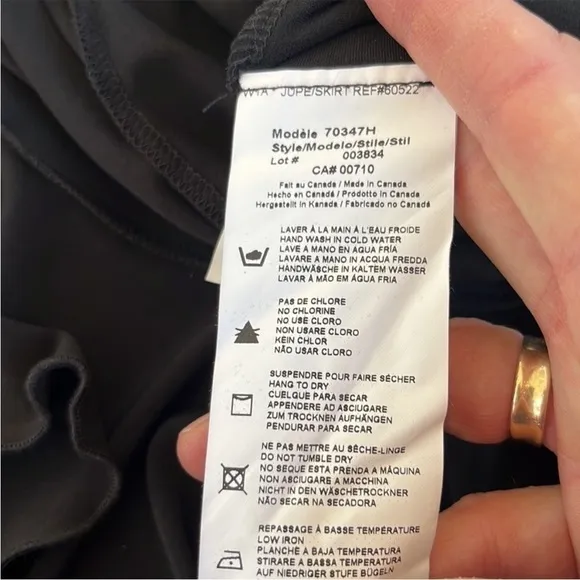 JUPE/SKIRT REF#60522
Modèle 70347H
Style/Modelo/Stile/Stil
Lot # 003834
CA# 00710
Fait au Canada / Made in Canada
Hecho en Canada / Prodotto in Canada
Hergestellt in Kanada / Fabricado no Canadá
LAVER À LA MAIN À L'EAU FROIDE
HAND WASH IN COLD WATER
LAVE A MANO EN AGUA FRÍA
LAVARE A MANO IN ACQUA FREDDA
HANDWÄSCHE IN KALTEM WASSER
LAVAR À MÃO EM ÁGUA FRIA
PAS DE CHLORE
NO CHLORINE
NO USE CLORO
NON USARE CLORO
KEIN CHLOR
NÃO USAR CLORO
SUSPENDRE POUR FAIRE SÉCHER
HANG TO DRY
CUELGUE PARA SECAR
APPENDERE AD ASCIUGARE
ZUM TROCKNEN AUFHÄNGEN
PENDURAR PARA SECAR
NE PAS METTRE AU SÈCHE-LINGE
DO NOT TUMBLE DRY
NO SEQUE ESTA PRENDA A MÁQUINA
NON ASCIUGARE A MACCHINA
NICHT IN DEN WÄSCHETROCKNER
NÃO SECAR NA SECADORA
REPASSAGE À BASSE TEMPÉRATURE
LOW IRON
PLANCHE A BAJA TEMPERATURA
STIRARE A BASSA TEMPERATURA
AUF NIEDRIGER STUFE BÜGELN